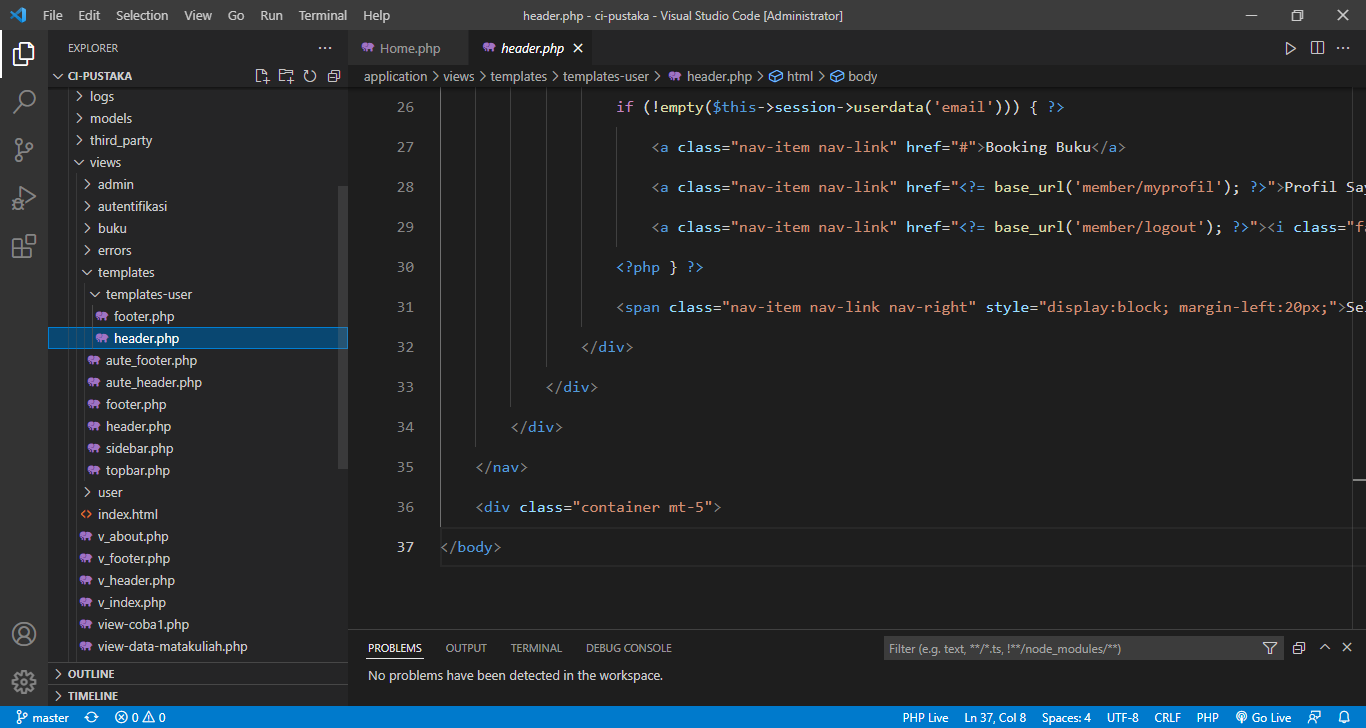 File Edit Selection View Go Run Terminal Help header.php - ci-pustaka - Visual Studio Code [Administrator]
EXPLORER
CI-PUSTAKA
logs
models
third_party
views
admin
autentifikasi
buku
errors
templates
templates-user
footer.php
header.php
aute_footer.php
aute_header.php
footer.php
header.php
sidebar.php
topbar.php
user
index.html
v_about.php
v_footer.php
v_header.php
v_index.php
view-coba1.php
view-data-matakuliah.php
OUTLINE
TIMELINE
Home.php header.php
application > views > templates > templates-user > header.php > html > body
26 if (!empty($this->session->userdata('email'))) { ?>
27 <a class="nav-item nav-link" href="#">Booking Buku</a>
28 <a class="nav-item nav-link" href="<?= base_url('member/myprofil'); ?>">Profil Say
29 <a class="nav-item nav-link" href="<?= base_url('member/logout'); ?>"><i class="fa
30 <?php } ?>
31 <span class="nav-item nav-link nav-right" style="display:block; margin-left:20px;">Sel
32 </div>
33 </div>
34 </div>
35 </nav>
36 <div class="container mt-5">
37 </body>
PROBLEMS OUTPUT TERMINAL DEBUG CONSOLE Filter (e.g. text, **/*.ts, !**/node_modules/**)
No problems have been detected in the workspace.
master 0 0 PHP Live Ln 37, Col 8 Spaces: 4 UTF-8 CRLF PHP Go Live